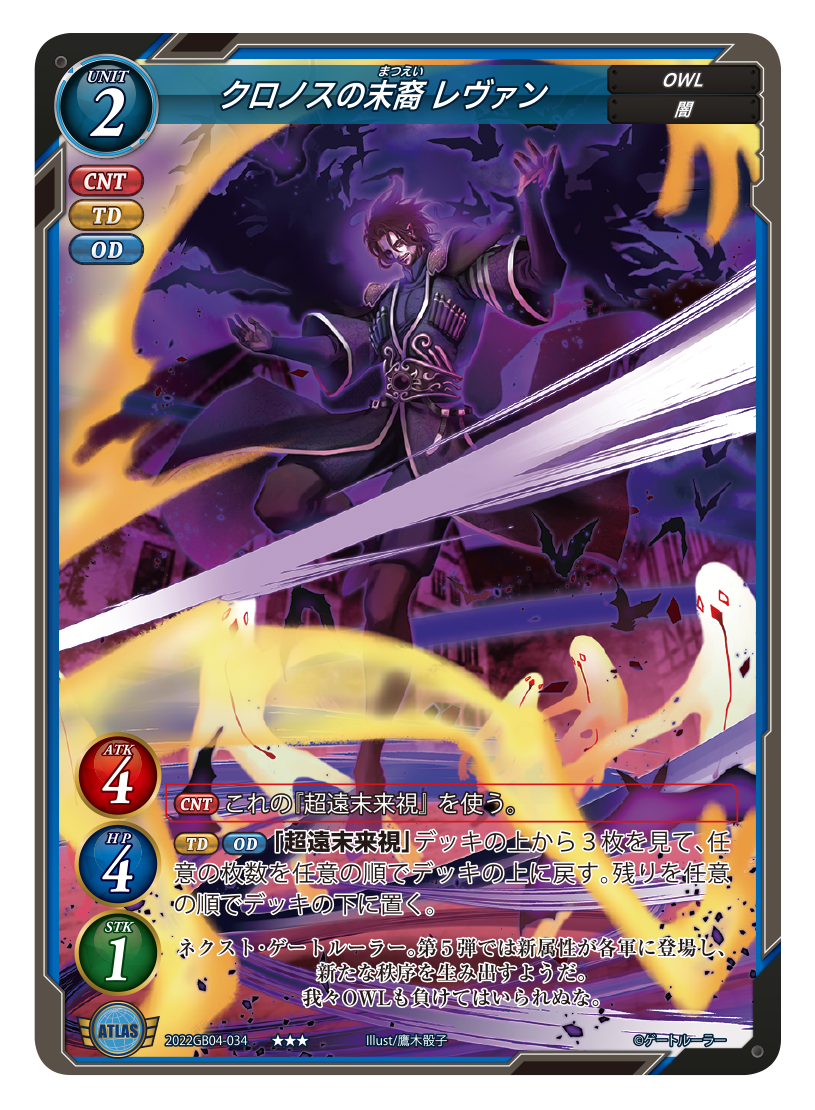 UNIT
2
まつえい
クロノスの末裔 レヴァン
OWL
闇
CNT
TD
OD
ATK
4
HP
4
STK
1
CNT これの『超遠未来視』を使う。
TD OD 『超遠未来視』デッキの上から3枚を見て、任
意の枚数を任意の順でデッキの上に戻す。残りを任意
の順でデッキの下に置く。
ネクスト・ゲートルーラー。第5弾では新属性が各軍に登場し、
新たな秩序を生み出すようだ。
我々OWLも負けてはいられぬな。
ATLAS
2022GB04-034 ★★★ Illust/鷹木骰子 ©ゲートルーラー